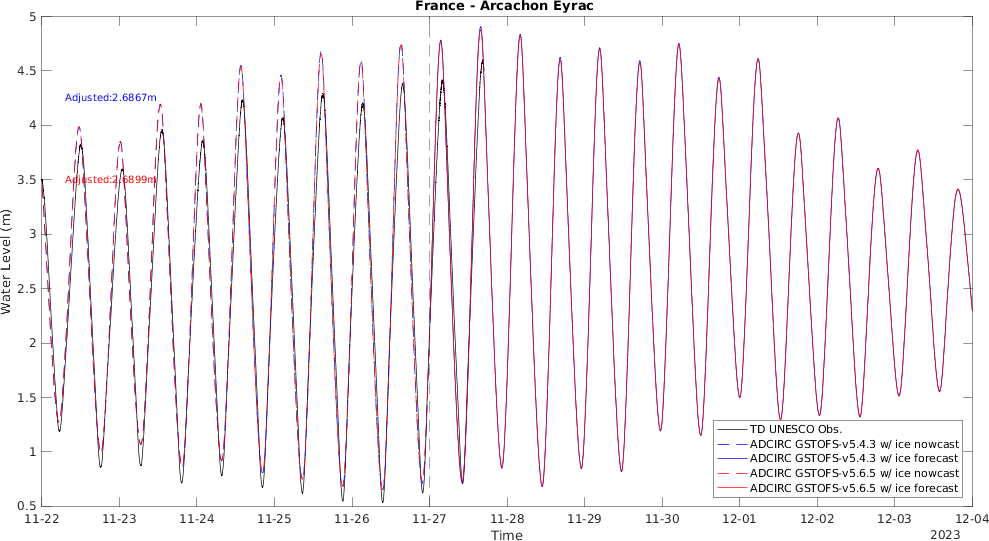 France - Arcachon Eyrac
5
4.5
4
3.5
3
2.5
2
1.5
1
0.5
Water Level (m)
Adjusted:2.6867m
Adjusted:2.6899m
TD UNESCO Obs.
ADCIRC GSTOFS-v5.4.3 w/ ice nowcast
ADCIRC GSTOFS-v5.4.3 w/ ice forecast
ADCIRC GSTOFS-v5.6.5 w/ ice nowcast
ADCIRC GSTOFS-v5.6.5 w/ ice forecast
11-22 11-23 11-24 11-25 11-26 11-27 11-28 11-29 11-30 12-01 12-02 12-03 12-04
Time
2023